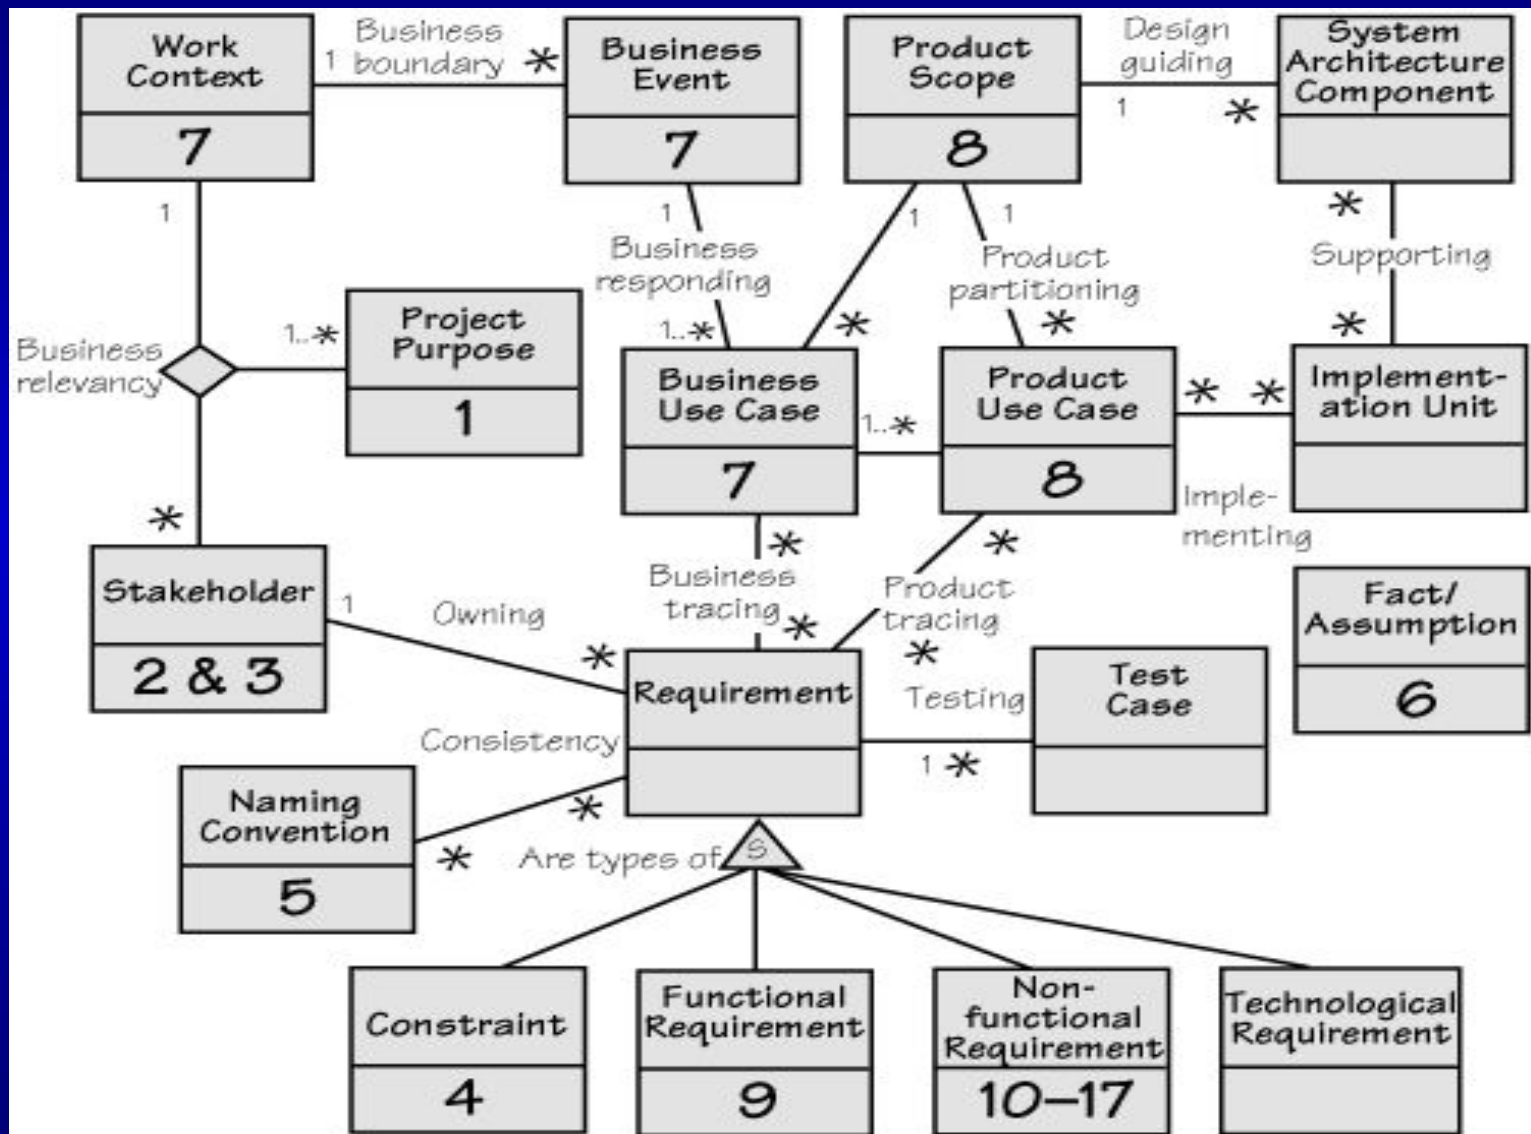 Work
Context
7
1
Business
boundary
*
Business
Event
7
Product
Scope
8
Design
guiding
1
*
System
Architecture
Component
1
1
Business
responding
1..*
1
*
1
Product
partitioning
*
*
Supporting
*
Business
relevancy
1..*
Project
Purpose
1
*
Business
Use Case
7
1..*
Product
Use Case
8
*
*
Imple-
menting
Implement-
ation Unit
Stakeholder
2 & 3
1
Owning
*
*
Business
tracing
*
*
Product
tracing
*
Fact/
Assumption
6
Requirement
Testing
1
*
Test
Case
Consistency
*
*
Naming
Convention
5
Are types of
S
Constraint
4
Functional
Requirement
9
Non-
functional
Requirement
10–17
Technological
Requirement